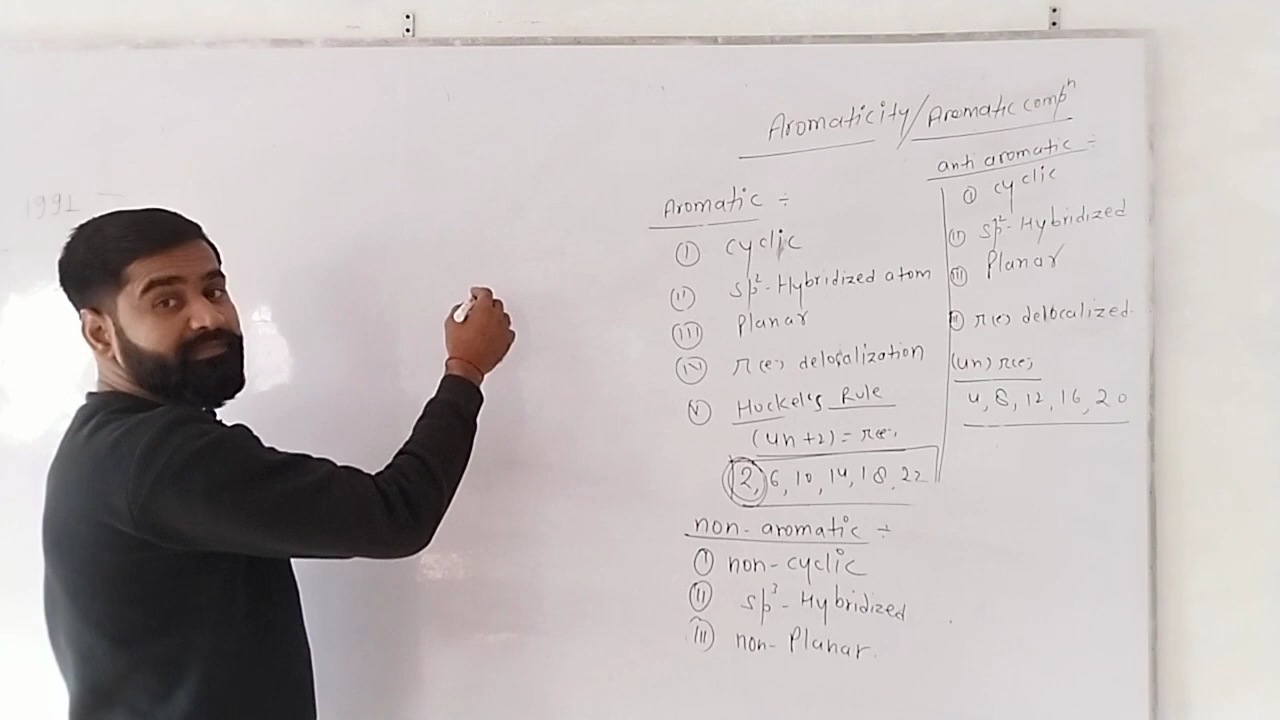 Aromaticity/Aromatic compⁿ
1991 —
Aromatic ÷
(I) cyclic
(II) sp²-Hybridized atom
(III) Planar
(IV) π(e-) delocalization
(V) Huckel's Rule
(4n+2) = π(e-)
2, 6, 10, 14, 18, 22
anti aromatic ÷
(I) cyclic
(II) sp²-Hybridized
(III) Planar
π(e-) delocalized.
(4n) π(e-)
4, 8, 12, 16, 20
non-aromatic ÷
(I) non-cyclic
(II) sp³-Hybridized
(III) non-Planar.